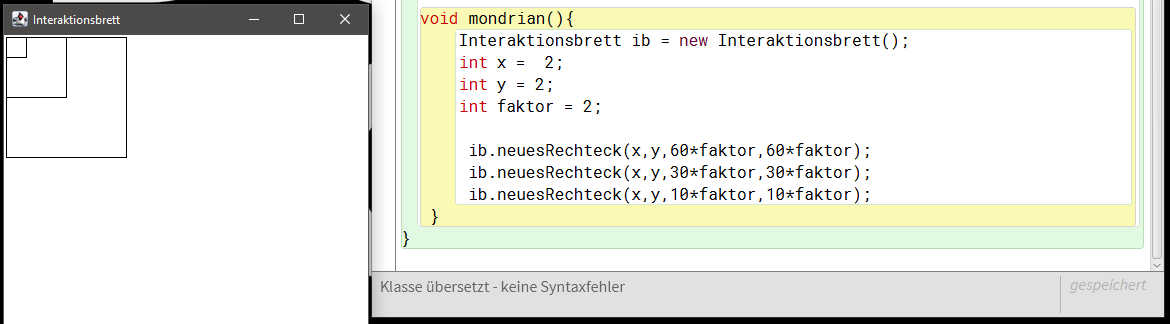 Interaktionsbrett
void mondrian(){
Interaktionsbrett ib = new Interaktionsbrett();
int x =  2;
int y = 2;
int faktor = 2;
ib.neuesRechteck(x,y,60*faktor,60*faktor);
ib.neuesRechteck(x,y,30*faktor,30*faktor);
ib.neuesRechteck(x,y,10*faktor,10*faktor);
}
}
Klasse übersetzt - keine Syntaxfehler
gespeichert